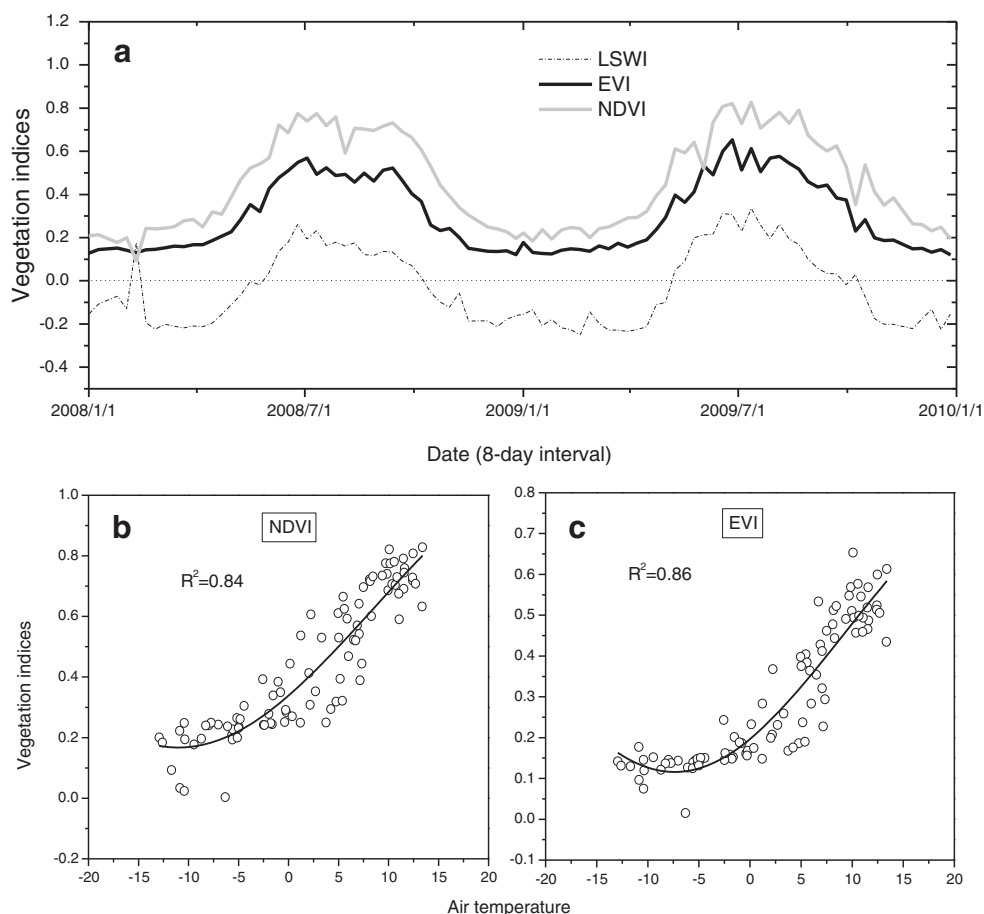 1.2
1.0
0.8
0.6
0.4
0.2
0.0
-0.2
-0.4
Vegetation indices
a
LSWI
EVI
NDVI
2008/1/1 2008/7/1 2009/1/1 2009/7/1 2010/1/1
Date (8-day interval)
1.0
0.8
0.6
0.4
0.2
0.0
-0.2
Vegetation indices
b
NDVI
R²=0.84
-20 -15 -10 -5 0 5 10 15 20
0.8
0.7
0.6
0.5
0.4
0.3
0.2
0.1
0.0
-0.1
c
EVI
R²=0.86
-20 -15 -10 -5 0 5 10 15 20
Air temperature